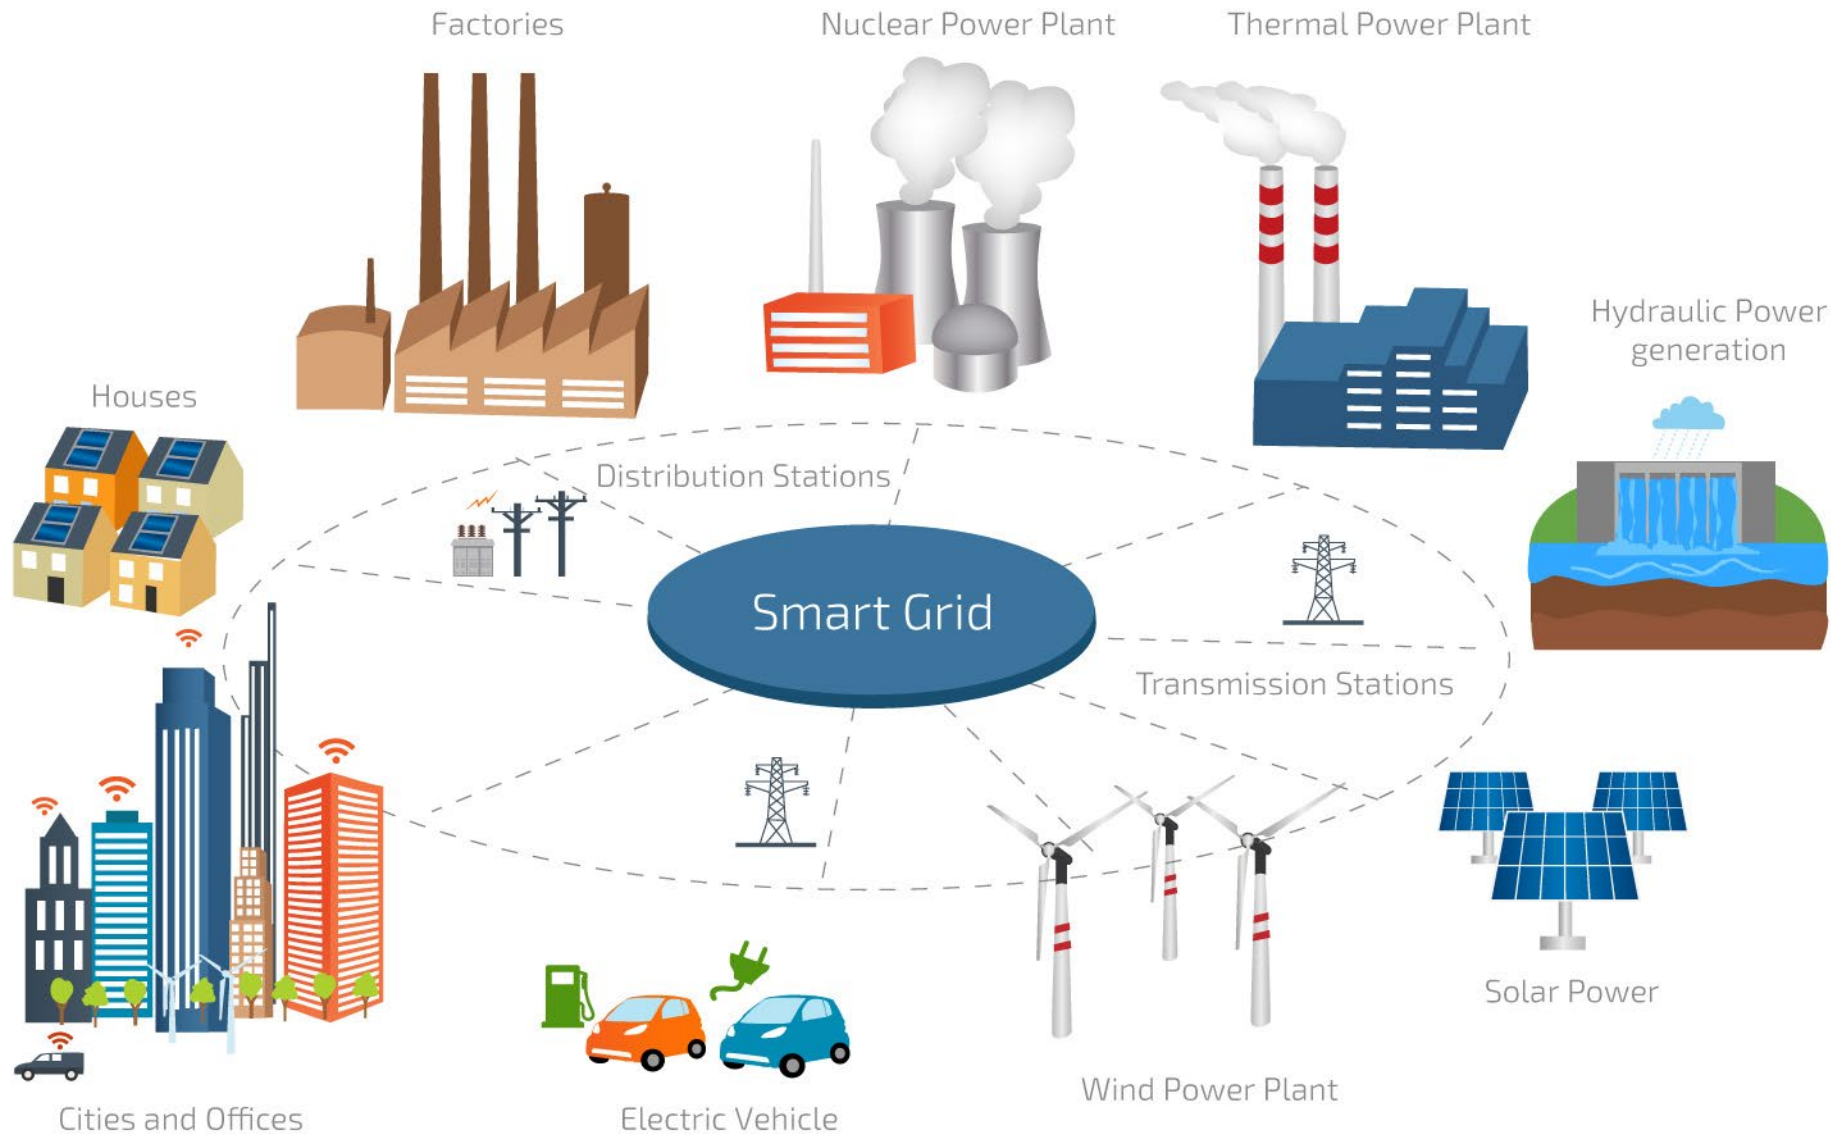 Factories
Nuclear Power Plant
Thermal Power Plant
Hydraulic Power
generation
Houses
Distribution Stations
Smart Grid
Transmission Stations
Solar Power
Wind Power Plant
Electric Vehicle
Cities and Offices